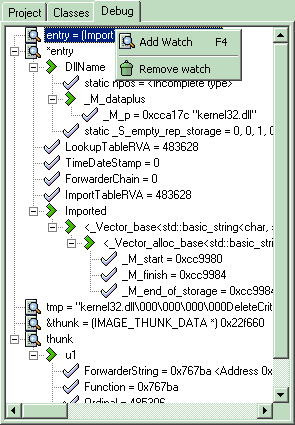 Project Classes Debug
entry = (Import
Add Watch F4
*entry
DllName
Remove watch
static npos = <incomplete type>
_M_dataplus
_M_p = 0xcca17c "kernel32.dll"
static _S_empty_rep_storage = 0, 0, 1, 0
LookupTableRVA = 483628
TimeDateStamp = 0
ForwarderChain = 0
ImportTableRVA = 483628
Imported
<_Vector_base<std::basic_string<char, s
<_Vector_alloc_base<std::basic_stri
_M_start = 0xcc9980
_M_finish = 0xcc9984
_M_end_of_storage = 0xcc9984
tmp = "kernel32.dll\000\000\000\000DeleteCrit
&thunk = (IMAGE_THUNK_DATA *) 0x22f660
thunk
u1
ForwarderString = 0x767ba <Address 0x
Function = 0x767ba
Ordinal = 485306